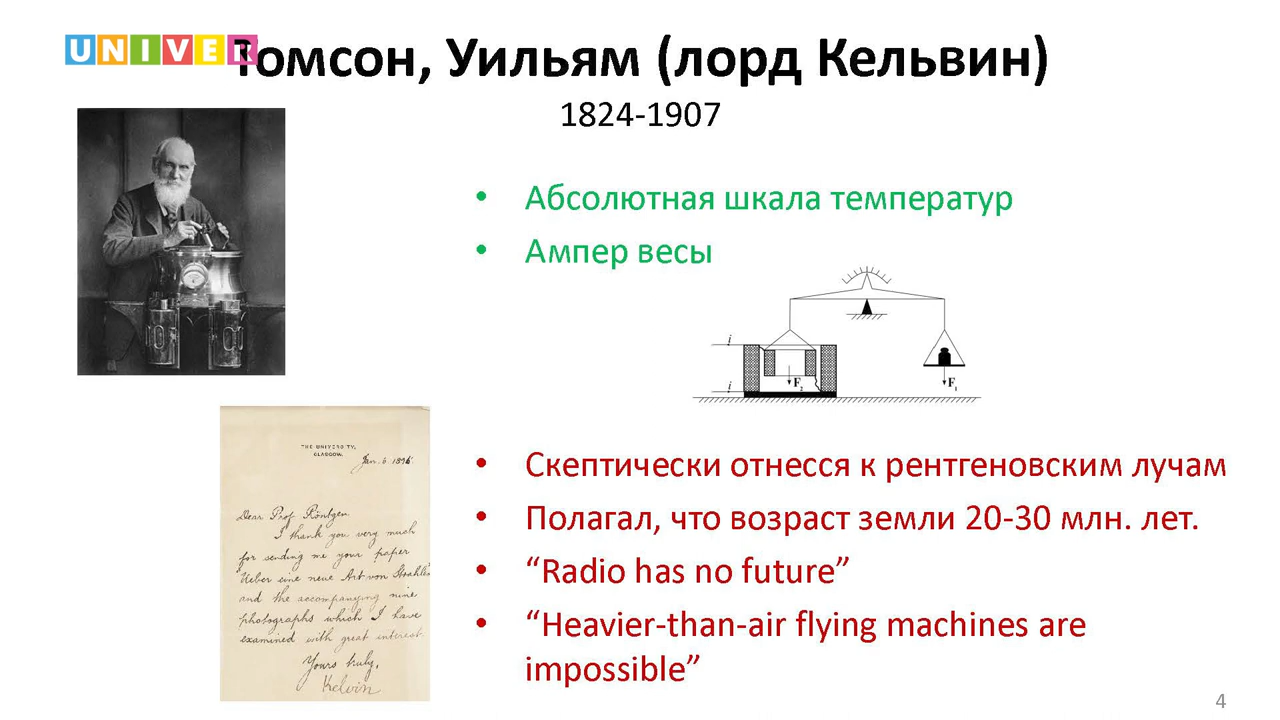 UNIVER
Томсон, Уильям (лорд Кельвин)
1824-1907
• Абсолютная шкала температур
• Ампер весы
i
i
F₂
F₁
THE UNIVERSITY,
GLASGOW.
Jan. 6. 1896.
Dear Prof Röntgen
I thank you very much
for sending me your paper
"Ueber eine neue Art von Strahlen
and the accompanying nine
photographs which I have
examined with great interest.
Yours truly,
Kelvin
• Скептически отнесся к рентгеновским лучам
• Полагал, что возраст земли 20-30 млн. лет.
• “Radio has no future”
• “Heavier-than-air flying machines are
impossible”
4